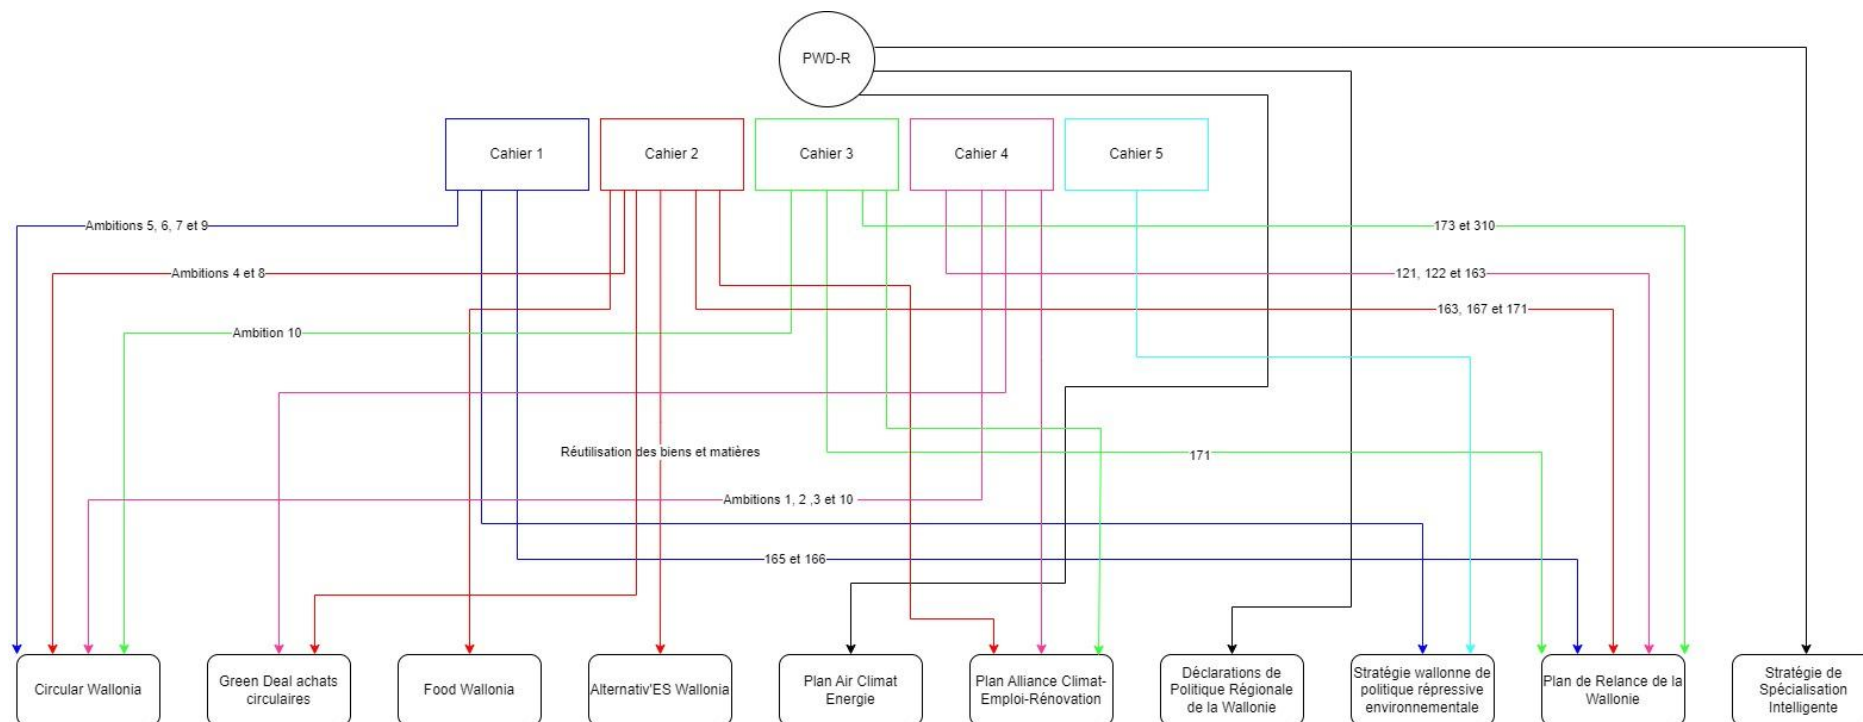 PWD-R
Cahier 1
Cahier 2
Cahier 3
Cahier 4
Cahier 5
Ambitions 5, 6, 7 et 9
173 et 310
Ambitions 4 et 8
121, 122 et 163
163, 167 et 171
Ambition 10
Réutilisation des biens et matières
171
Ambitions 1, 2 ,3 et 10
165 et 166
Circular Wallonia
Green Deal achats
circulaires
Food Wallonia
Alternativ'ES Wallonia
Plan Air Climat
Energie
Plan Alliance Climat-
Emploi-Rénovation
Déclarations de
Politique Régionale
de la Wallonie
Stratégie wallonne de
politique répressive
environnementale
Plan de Relance de la
Wallonie
Stratégie de
Spécialisation
Intelligente